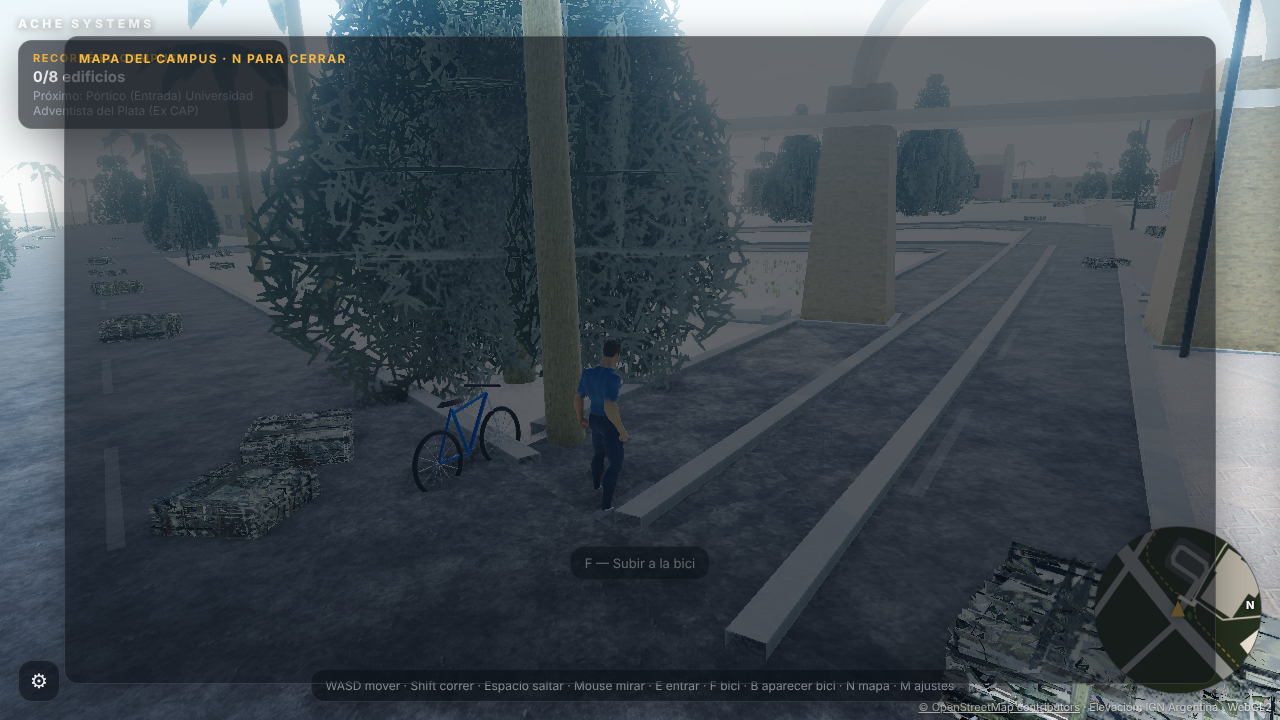 ACHE SYSTEMS
MAPA DEL CAMPUS · N PARA CERRAR
0/8 edificios
Próximo: Pórtico (Entrada) Universidad
Adventista del Plata (Ex CAP)
F — Subir a la bici
N
WASD mover · Shift correr · Espacio saltar · Mouse mirar · E entrar · F bici · B aparecer bici · N mapa · M ajustes
© OpenStreetMap contributors · Elevación: IGN Argentina · WebGL2